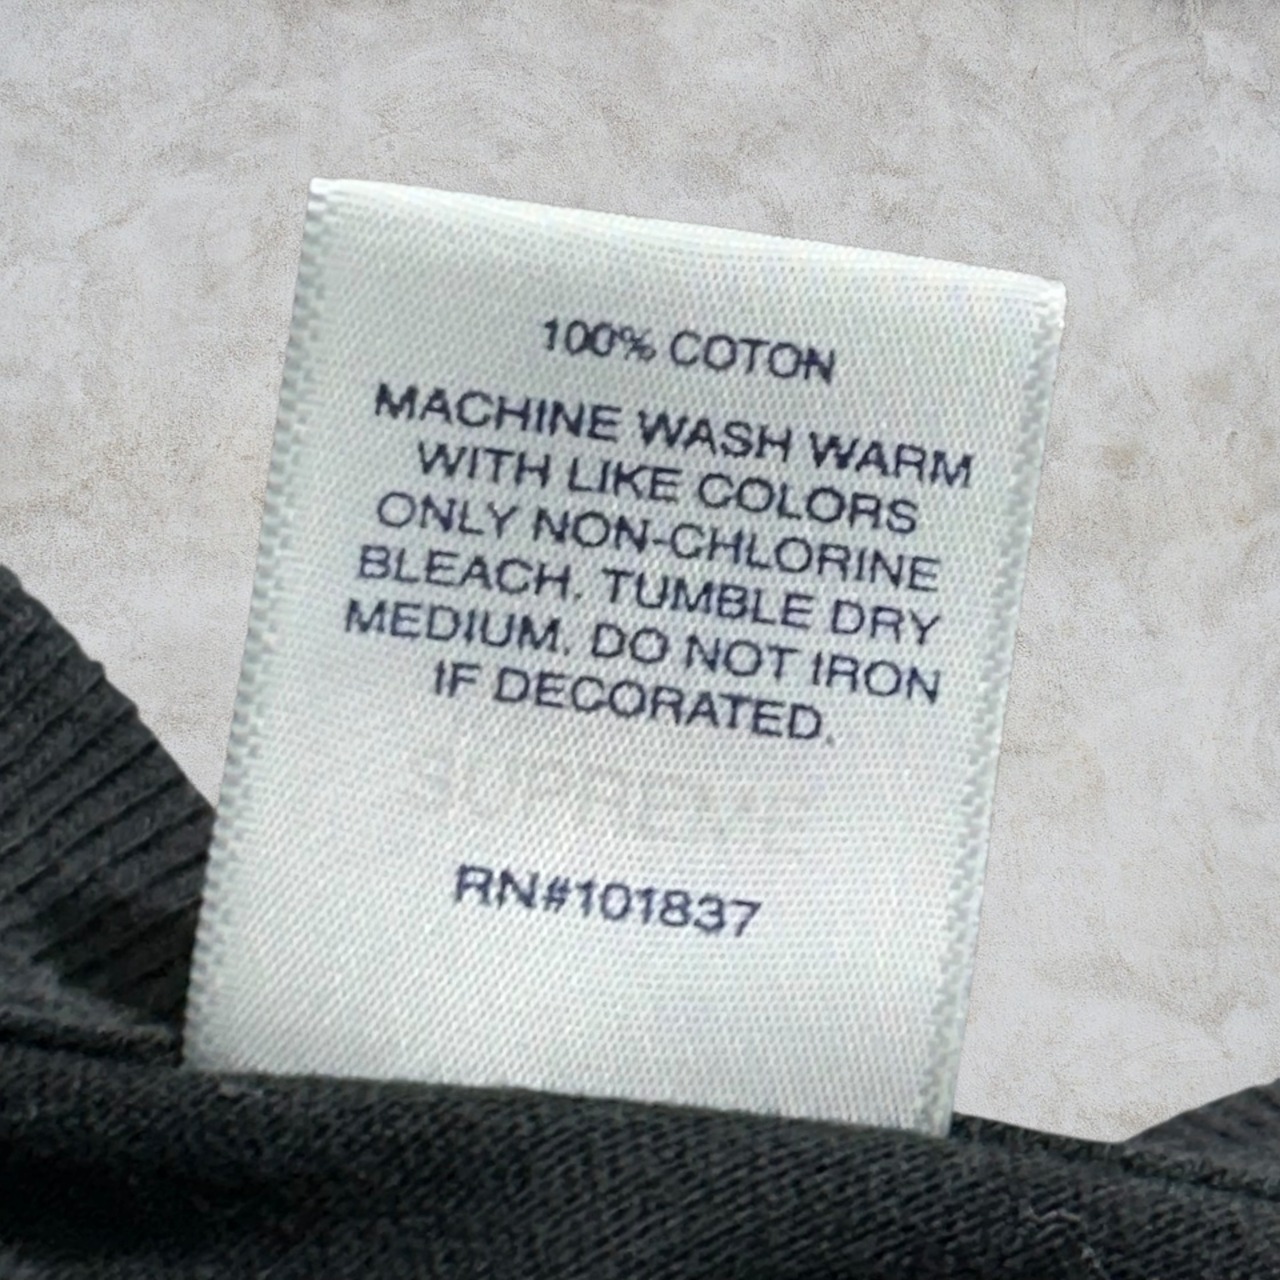 100% COTON
MACHINE WASH WARM
WITH LIKE COLORS
ONLY NON-CHLORINE
BLEACH. TUMBLE DRY
MEDIUM. DO NOT IRON
IF DECORATED.
RN#101837